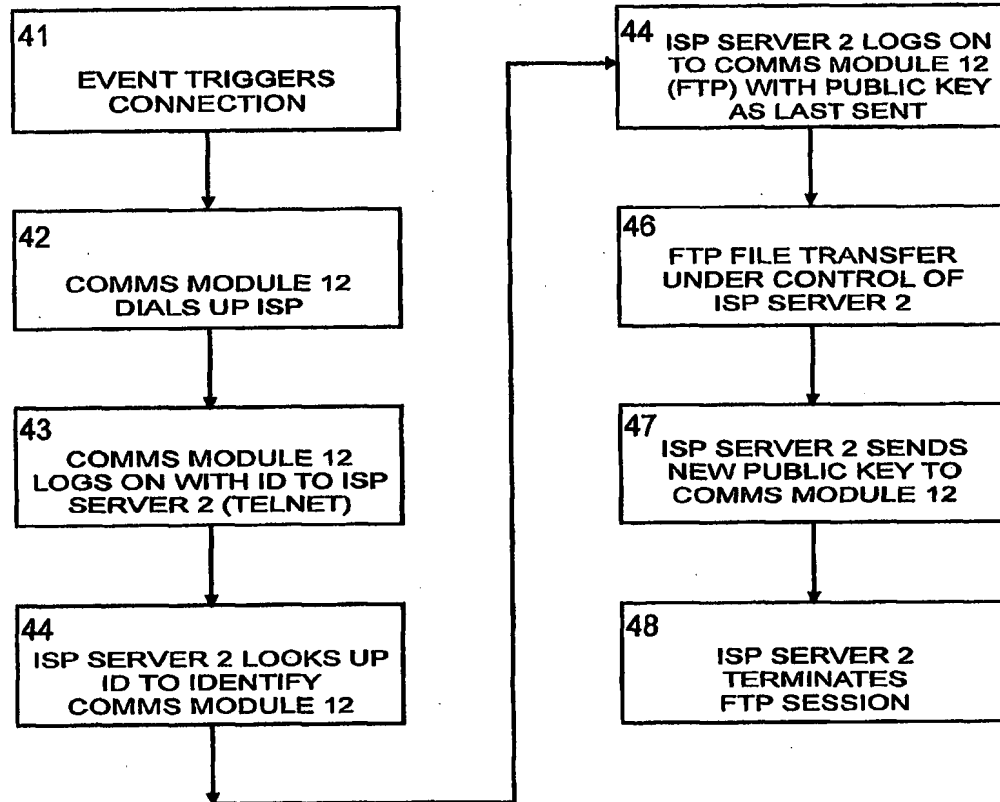 41
EVENT TRIGGERS
CONNECTION
42
COMMS MODULE 12
DIALS UP ISP
43
COMMS MODULE 12
LOGS ON WITH ID TO ISP
SERVER 2 (TELNET)
44
ISP SERVER 2 LOOKS UP
ID TO IDENTIFY
COMMS MODULE 12
44
ISP SERVER 2 LOGS ON
TO COMMS MODULE 12
(FTP) WITH PUBLIC KEY
AS LAST SENT
46
FTP FILE TRANSFER
UNDER CONTROL OF
ISP SERVER 2
47
ISP SERVER 2 SENDS
NEW PUBLIC KEY TO
COMMS MODULE 12
48
ISP SERVER 2
TERMINATES
FTP SESSION